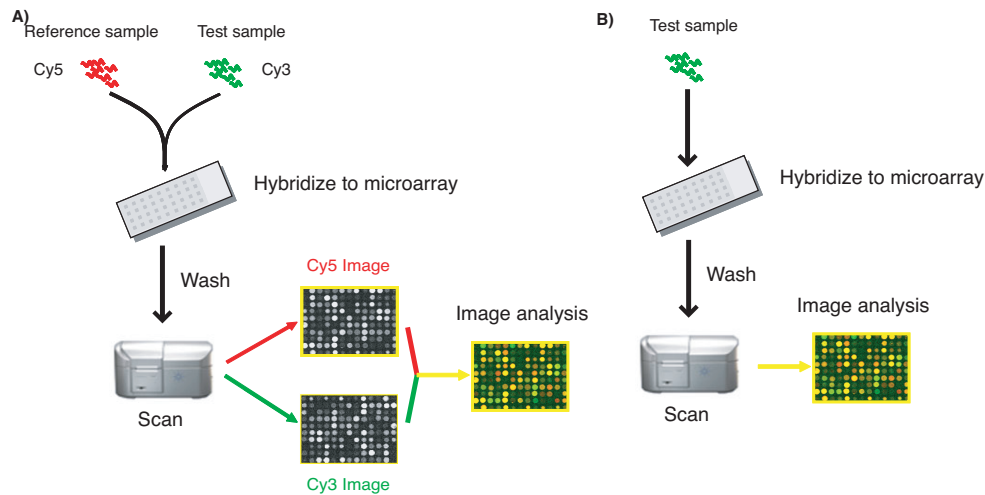 A)
Reference sample
Test sample
Cy5
Cy3
Hybridize to microarray
Wash
Cy5 Image
Image analysis
Scan
Cy3 Image
B)
Test sample
Hybridize to microarray
Wash
Image analysis
Scan